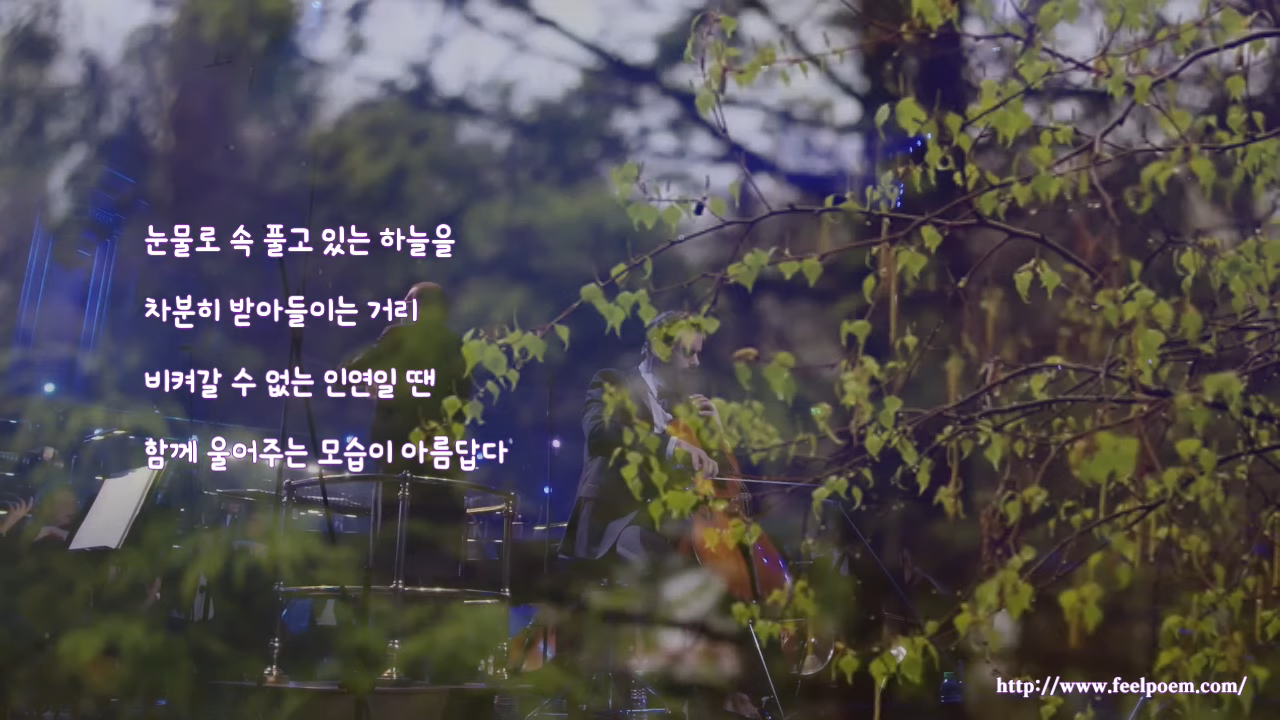 눈물로 속 풀고 있는 하늘을
차분히 받아들이는 거리
비켜갈 수 없는 인연일 땐
함께 울어주는 모습이 아름답다
http://www.feelpoem.com/